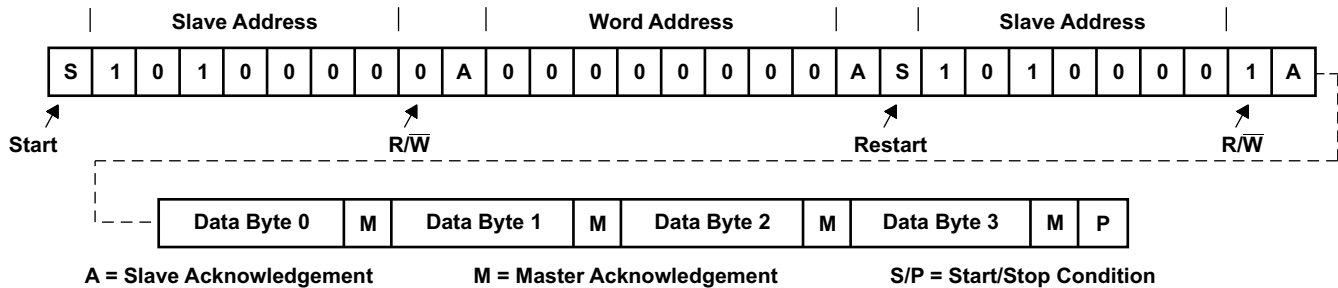 Slave Address Word Address Slave Address
S 1 0 1 0 0 0 0 0 A 0 0 0 0 0 0 0 0 A S 1 0 1 0 0 0 0 1 A
Start R/W̅ Restart R/W̅
Data Byte 0 M Data Byte 1 M Data Byte 2 M Data Byte 3 M P
A = Slave Acknowledgement M = Master Acknowledgement S/P = Start/Stop Condition